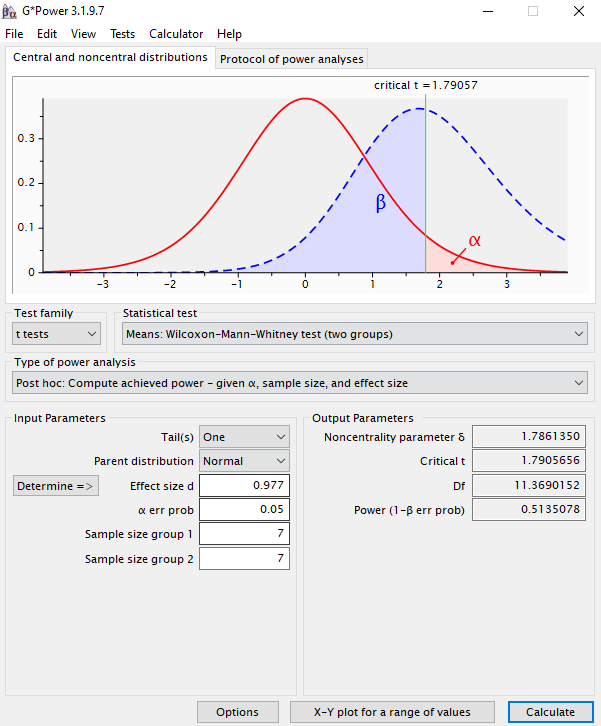 G*Power 3.1.9.7
File Edit View Tests Calculator Help
Central and noncentral distributions Protocol of power analyses
critical t = 1.79057
0.3
0.2
0.1
0
β
α
-3 -2 -1 0 1 2 3
Test family Statistical test
t tests Means: Wilcoxon-Mann-Whitney test (two groups)
Type of power analysis
Post hoc: Compute achieved power - given α, sample size, and effect size
Input Parameters Output Parameters
Tail(s) One Noncentrality parameter δ 1.7861350
Parent distribution Normal Critical t 1.7905656
Determine => Effect size d 0.977 Df 11.3690152
α err prob 0.05 Power (1-β err prob) 0.5135078
Sample size group 1 7
Sample size group 2 7
Options X-Y plot for a range of values Calculate